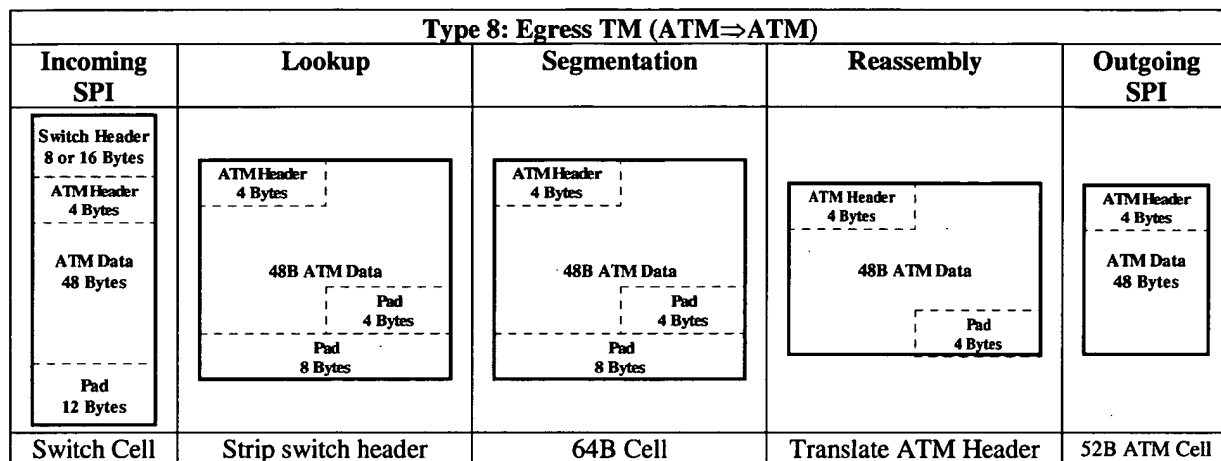 Type 8: Egress TM (ATM⇒ATM)
Incoming
SPI
Lookup
Segmentation
Reassembly
Outgoing
SPI
Switch Header
8 or 16 Bytes
ATM Header
4 Bytes
ATM Data
48 Bytes
Pad
12 Bytes
ATM Header
4 Bytes
48B ATM Data
Pad
4 Bytes
Pad
8 Bytes
ATM Header
4 Bytes
48B ATM Data
Pad
4 Bytes
Pad
8 Bytes
ATM Header
4 Bytes
48B ATM Data
Pad
4 Bytes
ATM Header
4 Bytes
ATM Data
48 Bytes
Switch Cell
Strip switch header
64B Cell
Translate ATM Header
52B ATM Cell